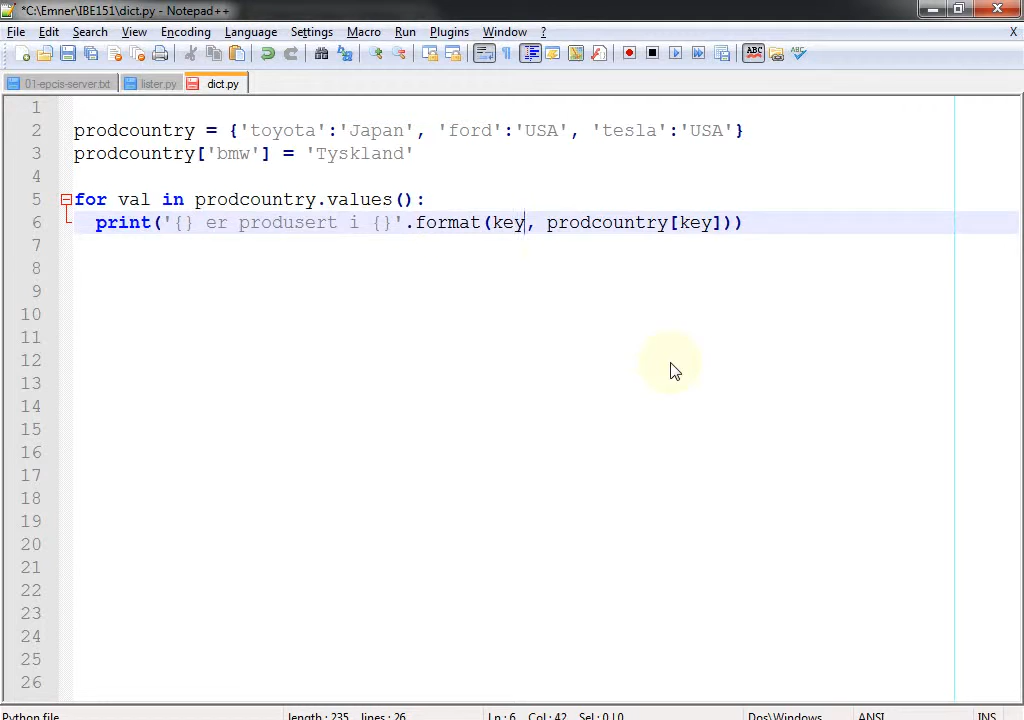 *C:\Emner\IBE151\dict.py - Notepad++
File Edit Search View Encoding Language Settings Macro Run Plugins Window ? X
ABC ABC
01-epcis-server.txt lister.py dict.py
1
2 prodcountry = {'toyota':'Japan', 'ford':'USA', 'tesla':'USA'}
3 prodcountry['bmw'] = 'Tyskland'
4
5 for val in prodcountry.values():
6 print('{} er produsert i {}'.format(key, prodcountry[key]))
7
8
9
10
11
12
13
14
15
16
17
18
19
20
21
22
23
24
25
26
Python file length : 235 lines : 26 Ln : 6 Col : 42 Sel : 0 | 0 Dos\Windows ANSI INS